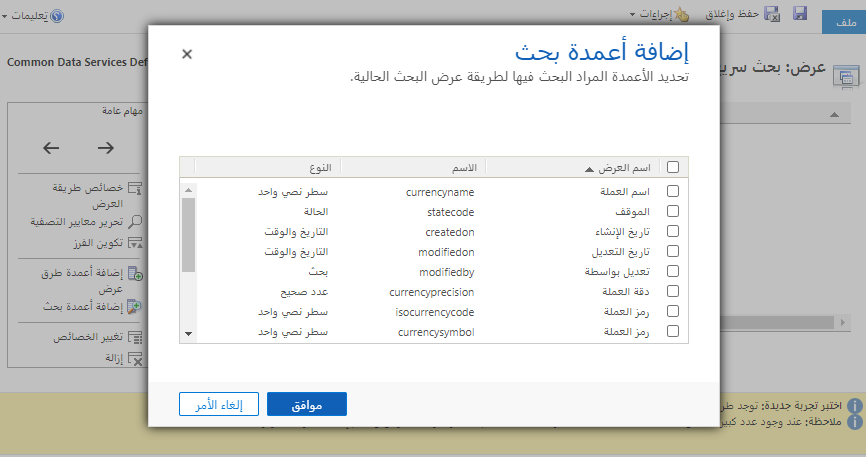 ملف
حفظ وإغلاق
إجراءات
تعليمات
عرض: بحث
Common Data Services
مهام عامة
خصائص طريقة
العرض
تحرير معايير التصفية
تكوين الفرز
إضافة أعمدة طرق
عرض
إضافة أعمدة بحث
تغيير الخصائص
إزالة
إضافة أعمدة بحث
تحديد الأعمدة المراد البحث فيها لطريقة عرض البحث الحالية.
اسم العرض الاسم النوع
اسم العملة currencyname سطر نصي واحد
الموقف statecode الحالة
تاريخ الإنشاء createdon التاريخ والوقت
تاريخ التعديل modifiedon التاريخ والوقت
تعديل بواسطة modifiedby بحث
دقة العملة currencyprecision عدد صحيح
رمز العملة isocurrencycode سطر نصي واحد
رمز العملة currencysymbol سطر نصي واحد
موافق
إلغاء الأمر
اختبر تجربة جديدة: توجد
ملاحظة: عند وجود عدد